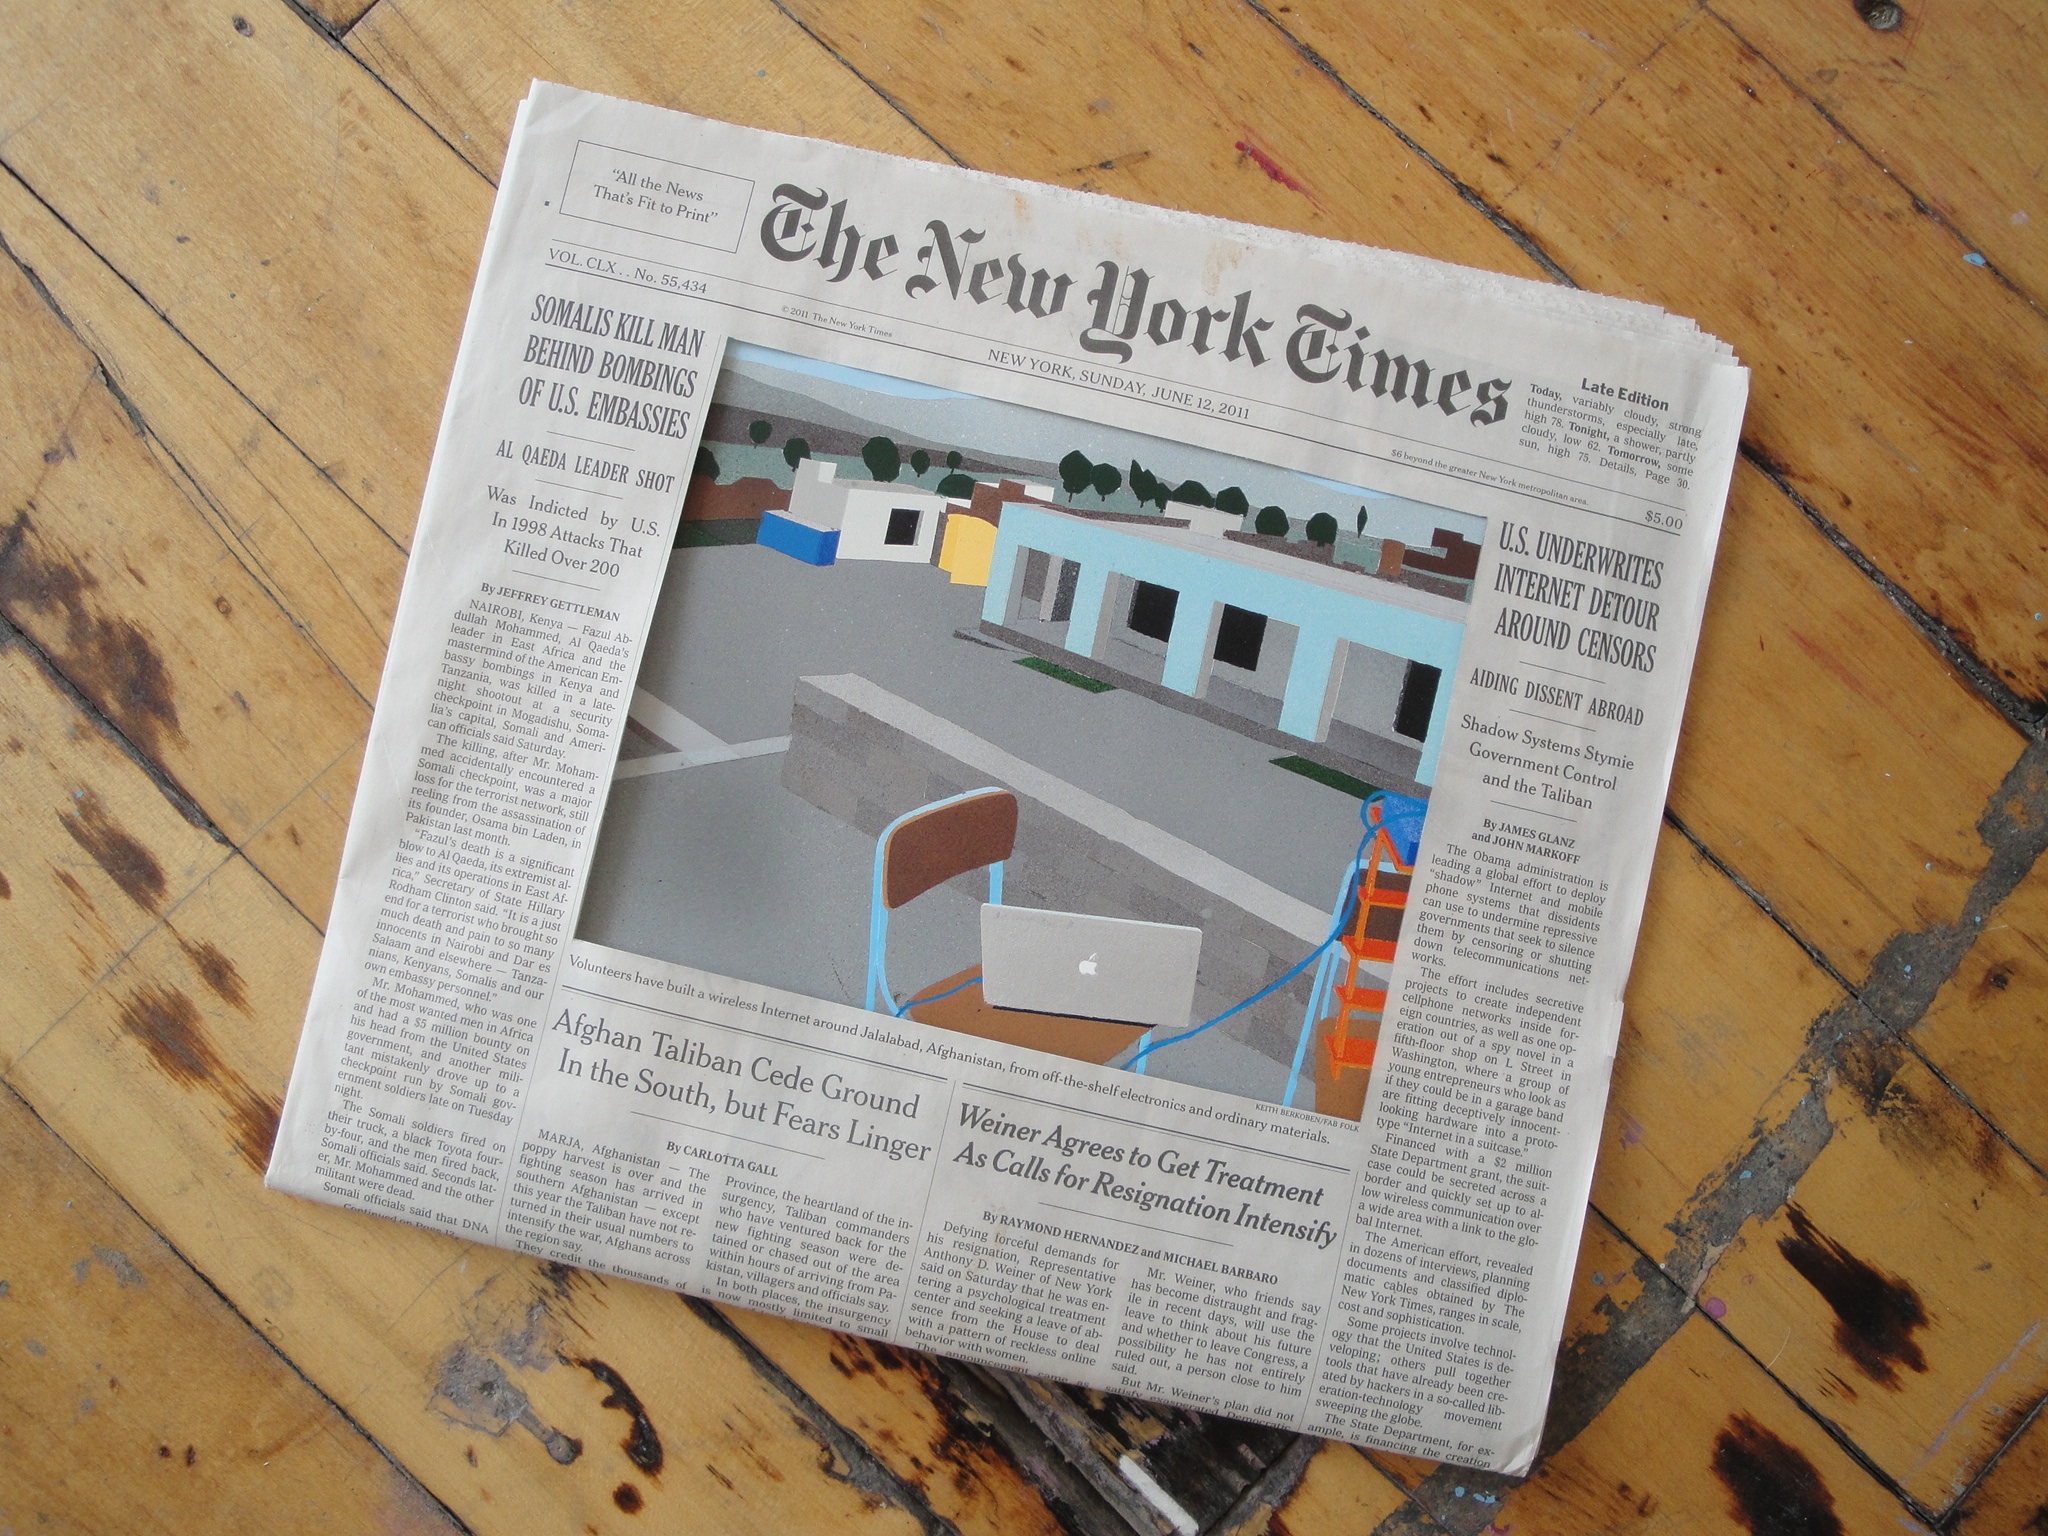 "All the News
That's Fit to Print"
The New York Times
Late Edition
Today, variably cloudy, strong
thunderstorms, especially late,
high 78. Tonight, a shower, partly
cloudy, low 62. Tomorrow, some
sun, high 75. Details, Page 30.
VOL. CLX . . No. 55,434
© 2011 The New York Times
NEW YORK, SUNDAY, JUNE 12, 2011
$6 beyond the greater New York metropolitan area.
$5.00
SOMALIS KILL MAN
BEHIND BOMBINGS
OF U.S. EMBASSIES
AL QAEDA LEADER SHOT
Was Indicted by U.S.
In 1998 Attacks That
Killed Over 200
By JEFFREY GETTLEMAN
NAIROBI, Kenya — Fazul Ab-
dullah Mohammed, Al Qaeda's
leader in East Africa and the
mastermind of the American Em-
bassy bombings in Kenya and
Tanzania, was killed in a late-
night shootout at a security
checkpoint in Mogadishu, Soma-
lia's capital, Somali and Ameri-
can officials said Saturday.
The killing, after Mr. Moham-
med accidentally encountered a
Somali checkpoint, was a major
loss for the terrorist network, still
reeling from the assassination of
its founder, Osama bin Laden, in
Pakistan last month.
"Fazul's death is a significant
blow to Al Qaeda, its extremist al-
lies and its operations in East Af-
rica," Secretary of State Hillary
Rodham Clinton said. "It is a just
end for a terrorist who brought so
much death and pain to so many
innocents in Nairobi and Dar es
Salaam and elsewhere — Tanza-
nians, Kenyans, Somalis and our
own embassy personnel."
Mr. Mohammed, who was one
of the most wanted men in Africa
and had a $5 million bounty on
his head from the United States
government, and another mili-
tant mistakenly drove up to a
checkpoint run by Somali gov-
ernment soldiers late on Tuesday
night.
The Somali soldiers fired on
their truck, a black Toyota four-
by-four, and the men fired back,
Somali officials said. Seconds lat-
er, Mr. Mohammed and the other
militant were dead.
Somali officials said that DNA
Continued on Page 12
KEITH BERKOBEN/FAB FOLK
Volunteers have built a wireless Internet around Jalalabad, Afghanistan, from off-the-shelf electronics and ordinary materials.
Afghan Taliban Cede Ground
In the South, but Fears Linger
By CARLOTTA GALL
MARJA, Afghanistan — The
poppy harvest is over and the
fighting season has arrived in
southern Afghanistan — except
this year the Taliban have not re-
turned in their usual numbers to
intensify the war, Afghans across
the region say.
They credit the thousands of
Province, the heartland of the in-
surgency, Taliban commanders
who have ventured back for the
new fighting season were de-
tained or chased out of the area
within hours of arriving from Pa-
kistan, villagers and officials say.
In both places, the insurgency
is now mostly limited to small
Weiner Agrees to Get Treatment
As Calls for Resignation Intensify
By RAYMOND HERNANDEZ and MICHAEL BARBARO
Defying forceful demands for
his resignation, Representative
Anthony D. Weiner of New York
said on Saturday that he was en-
tering a psychological treatment
center and seeking a leave of ab-
sence from the House to deal
with a pattern of reckless online
behavior with women.
The announcement came as
Mr. Weiner, who friends say
has become distraught and frag-
ile in recent days, will use the
leave to think about his future
and whether to leave Congress, a
possibility he has not entirely
ruled out, a person close to him
said.
But Mr. Weiner's plan did not
satisfy exasperated Democratic
U.S. UNDERWRITES
INTERNET DETOUR
AROUND CENSORS
AIDING DISSENT ABROAD
Shadow Systems Stymie
Government Control
and the Taliban
By JAMES GLANZ
and JOHN MARKOFF
The Obama administration is
leading a global effort to deploy
"shadow" Internet and mobile
phone systems that dissidents
can use to undermine repressive
governments that seek to silence
them by censoring or shutting
down telecommunications net-
works.
The effort includes secretive
projects to create independent
cellphone networks inside for-
eign countries, as well as one op-
eration out of a spy novel in a
fifth-floor shop on L Street in
Washington, where a group of
young entrepreneurs who look as
if they could be in a garage band
are fitting deceptively innocent-
looking hardware into a proto-
type "Internet in a suitcase."
Financed with a $2 million
State Department grant, the suit-
case could be secreted across a
border and quickly set up to al-
low wireless communication over
a wide area with a link to the glo-
bal Internet.
The American effort, revealed
in dozens of interviews, planning
documents and classified diplo-
matic cables obtained by The
New York Times, ranges in scale,
cost and sophistication.
Some projects involve technol-
ogy that the United States is de-
veloping; others pull together
tools that have already been cre-
ated by hackers in a so-called lib-
eration-technology movement
sweeping the globe.
The State Department, for ex-
ample, is financing the creation